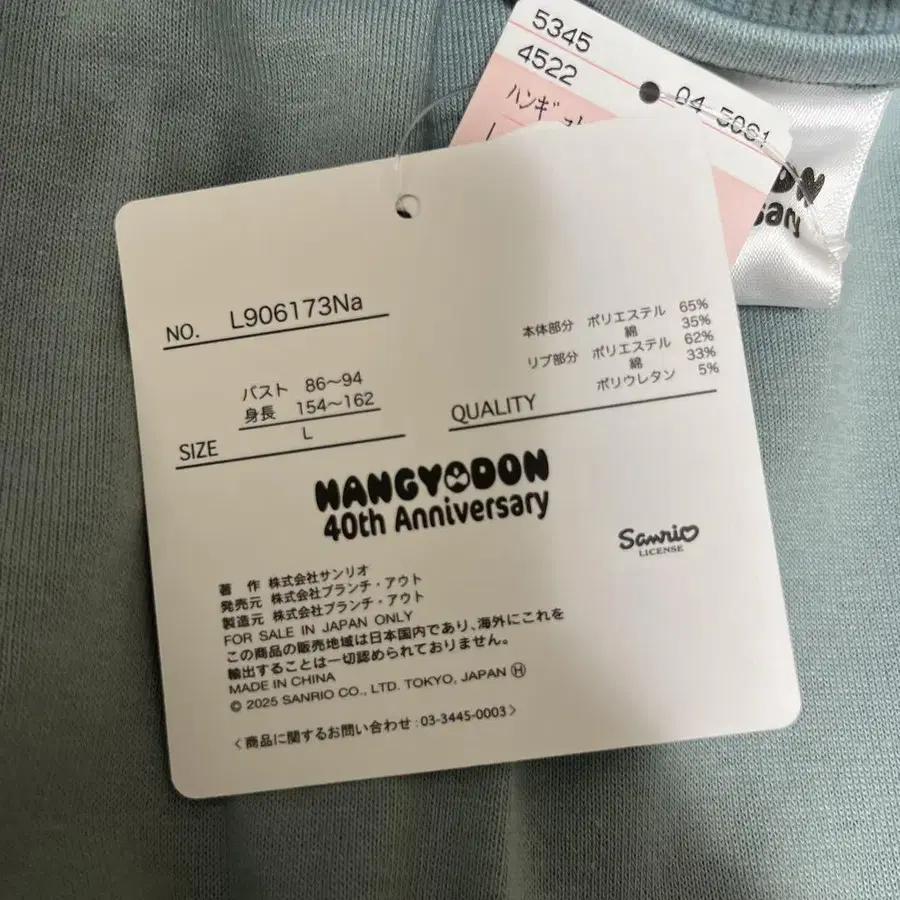 5345
4522
04 5061
ハンギョト
L
ON
sary
NO. L906173Na
バスト 86〜94
身長 154〜162
SIZE L
本体部分 ポリエステル 65%
綿 35%
リブ部分 ポリエステル 62%
綿 33%
ポリウレタン 5%
QUALITY
HANGYODON
40th Anniversary
Sanrio
LICENSE
著 作 株式会社サンリオ
発売元 株式会社ブランチ・アウト
製造元 株式会社ブランチ・アウト
FOR SALE IN JAPAN ONLY
この商品の販売地域は日本国内であり、海外にこれを
輸出することは一切認められておりません。
MADE IN CHINA
© 2025 SANRIO CO., LTD. TOKYO, JAPAN Ⓗ
〈商品に関するお問い合わせ:03-3445-0003〉